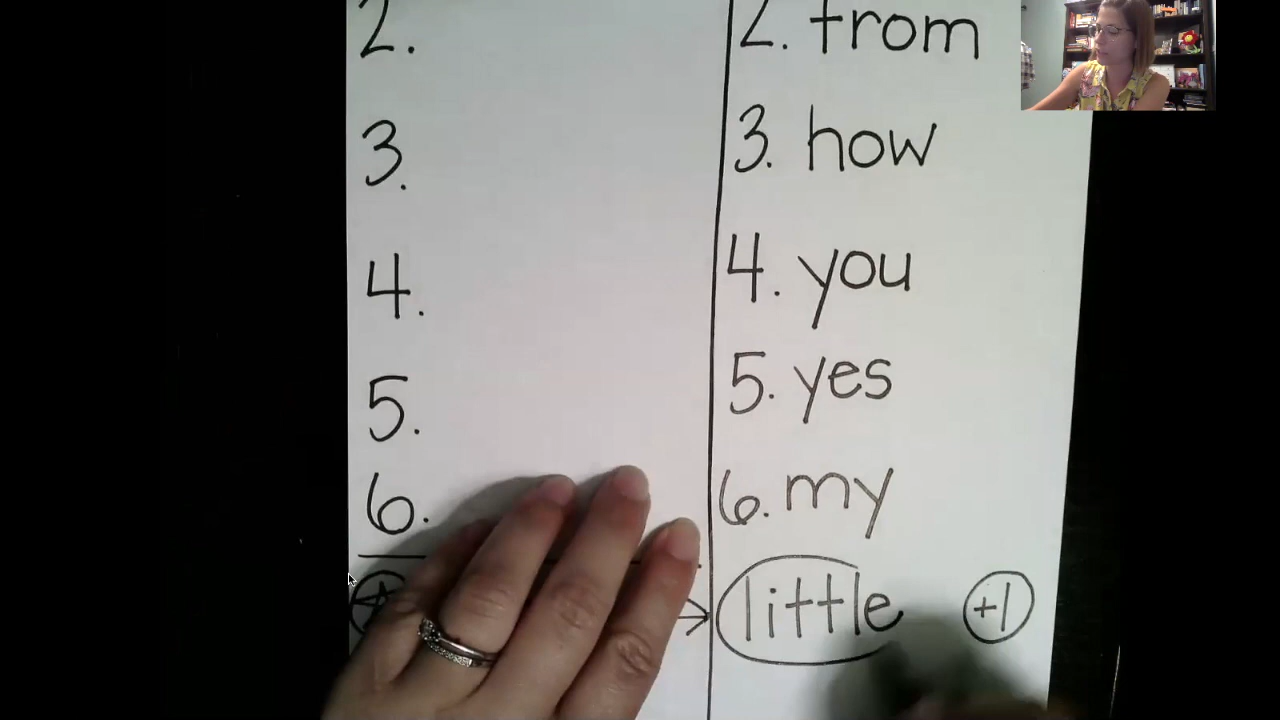 2.
2. from
3.
3. how
4.
4. you
5.
5. yes
6.
6. my
little +1